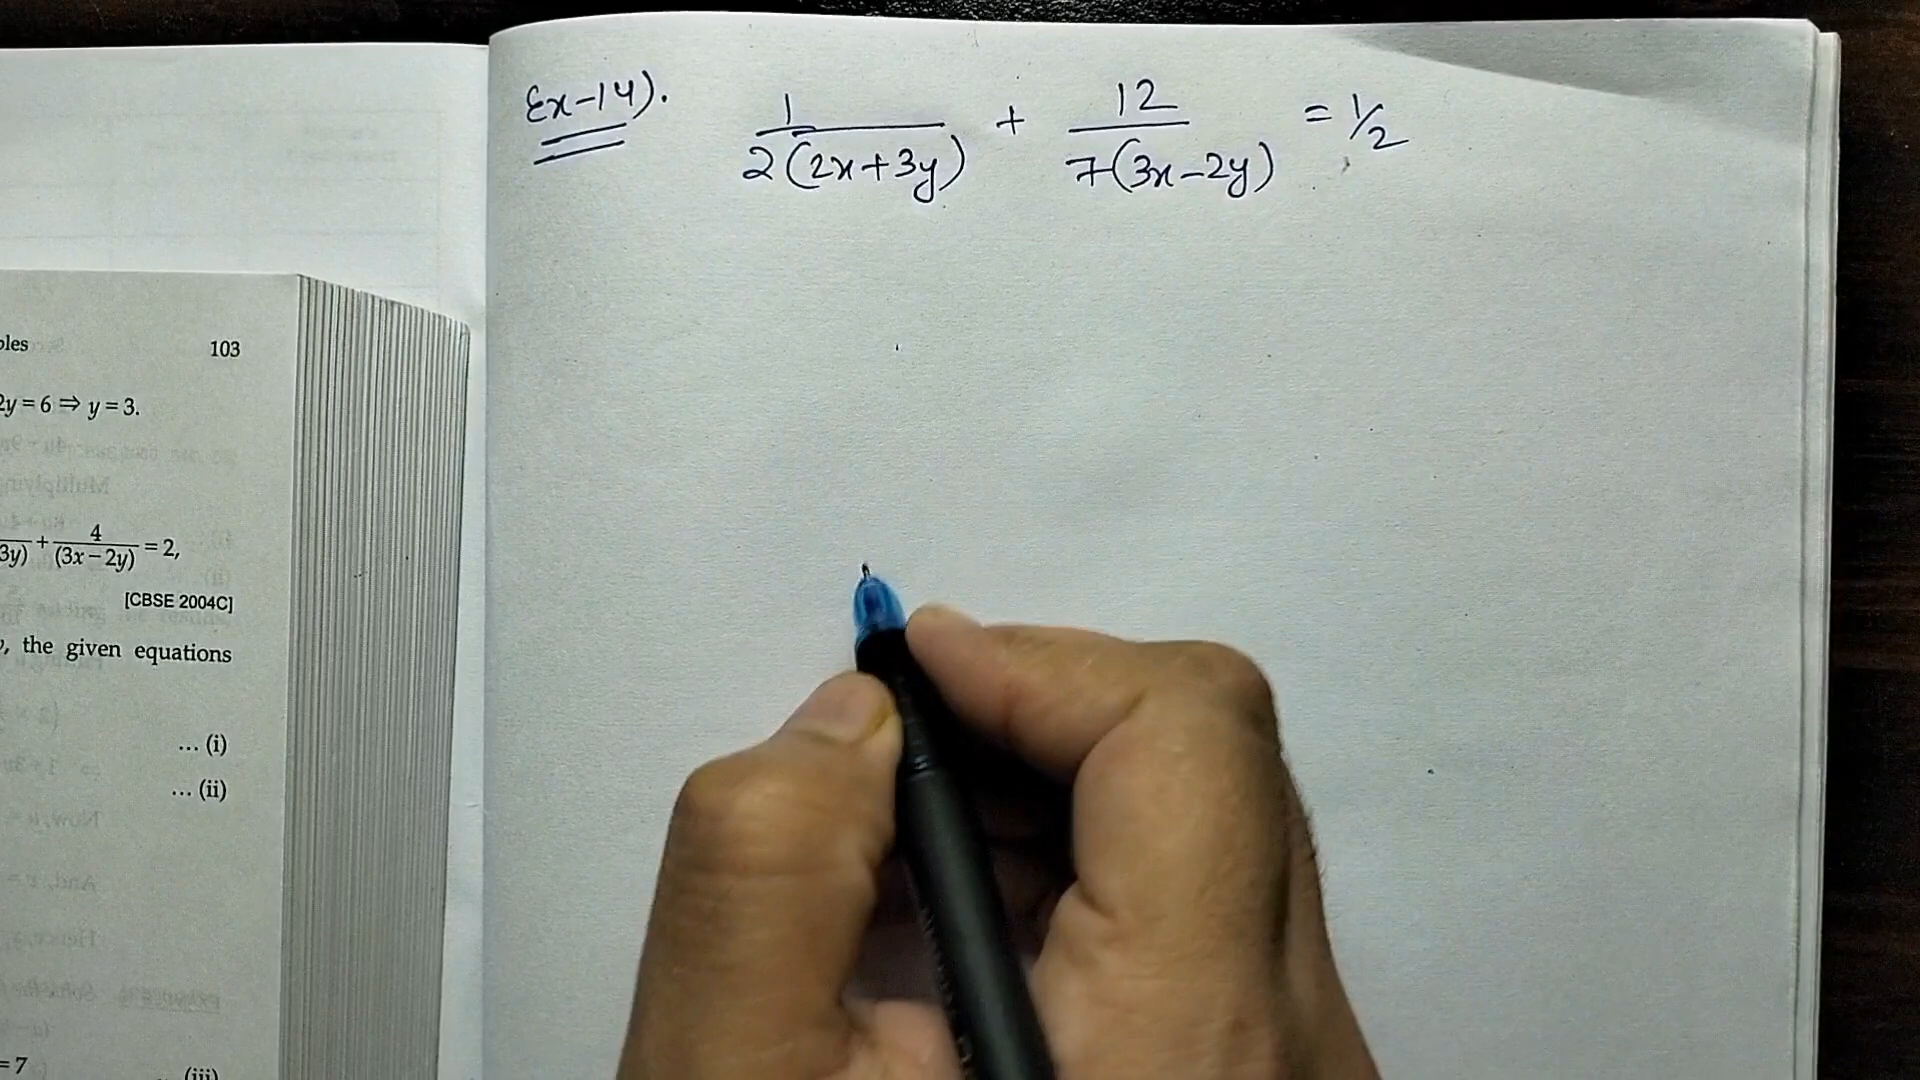 103
2y = 6 ⇒ y = 3.
3y) + 4/(3x − 2y) = 2,
[CBSE 2004C]
, the given equations
... (i)
... (ii)
= 7
(iii)
Ex-14). 1/2(2x+3y) + 12/7(3x-2y) = 1/2